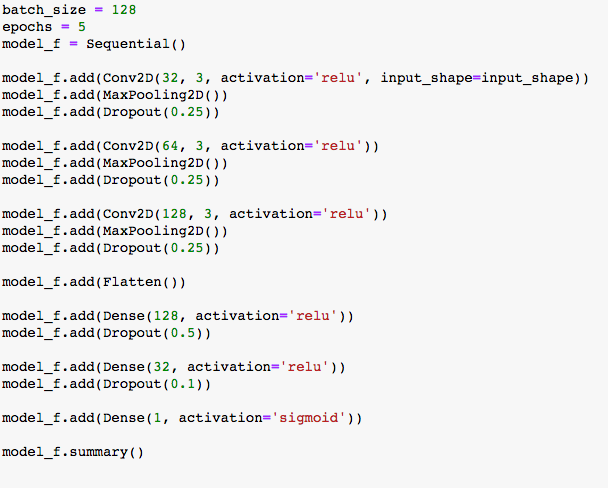 batch_size = 128
epochs = 5
model_f = Sequential()
model_f.add(Conv2D(32, 3, activation='relu', input_shape=input_shape))
model_f.add(MaxPooling2D())
model_f.add(Dropout(0.25))
model_f.add(Conv2D(64, 3, activation='relu'))
model_f.add(MaxPooling2D())
model_f.add(Dropout(0.25))
model_f.add(Conv2D(128, 3, activation='relu'))
model_f.add(MaxPooling2D())
model_f.add(Dropout(0.25))
model_f.add(Flatten())
model_f.add(Dense(128, activation='relu'))
model_f.add(Dropout(0.5))
model_f.add(Dense(32, activation='relu'))
model_f.add(Dropout(0.1))
model_f.add(Dense(1, activation='sigmoid'))
model_f.summary()